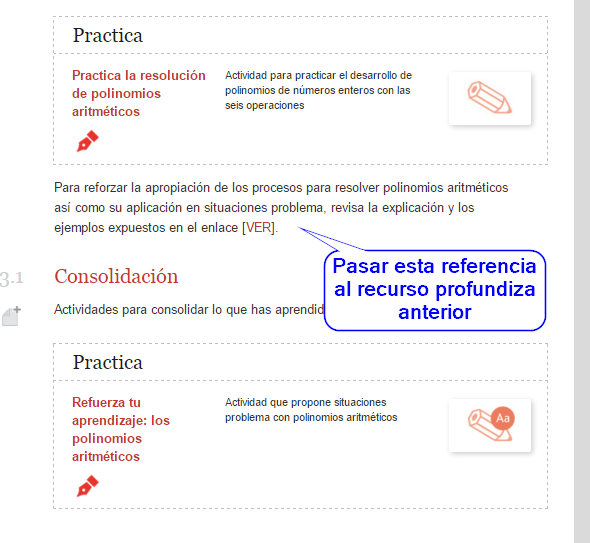 Practica
Practica la resolución
de polinomios
aritméticos
Actividad para practicar el desarrollo de
polinomios de números enteros con las
seis operaciones
Para reforzar la apropiación de los procesos para resolver polinomios aritméticos
así como su aplicación en situaciones problema, revisa la explicación y los
ejemplos expuestos en el enlace [VER].
Pasar esta referencia
al recurso profundiza
anterior
3.1 Consolidación
Actividades para consolidar lo que has aprendid
Practica
Refuerza tu
aprendizaje: los
polinomios
aritméticos
Actividad que propone situaciones
problema con polinomios aritméticos
Aa